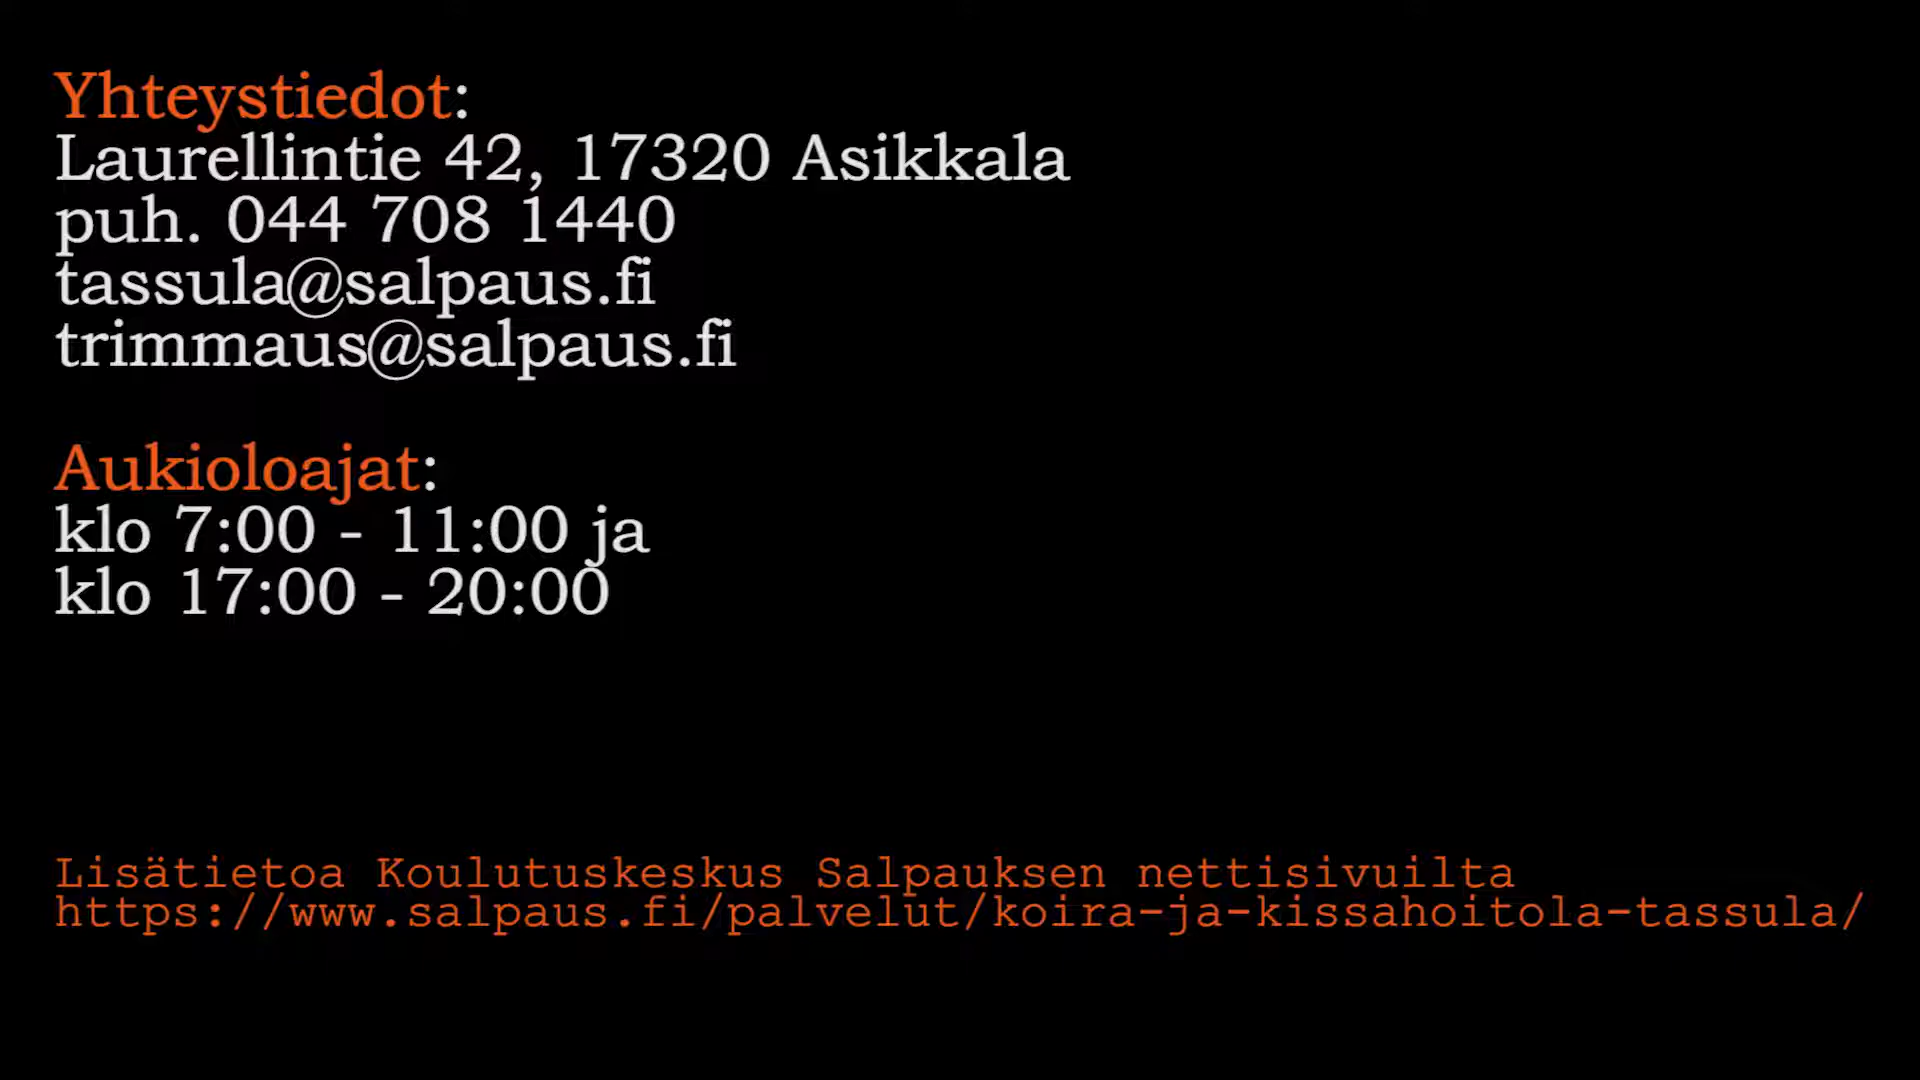 Yhteystiedot:
Laurellintie 42, 17320 Asikkala
puh. 044 708 1440
tassula@salpaus.fi
trimmaus@salpaus.fi
Aukioloajat:
klo 7:00 - 11:00 ja
klo 17:00 - 20:00
Lisätietoa Koulutuskeskus Salpauksen nettisivuilta
https://www.salpaus.fi/palvelut/koira-ja-kissahoitola-tassula/